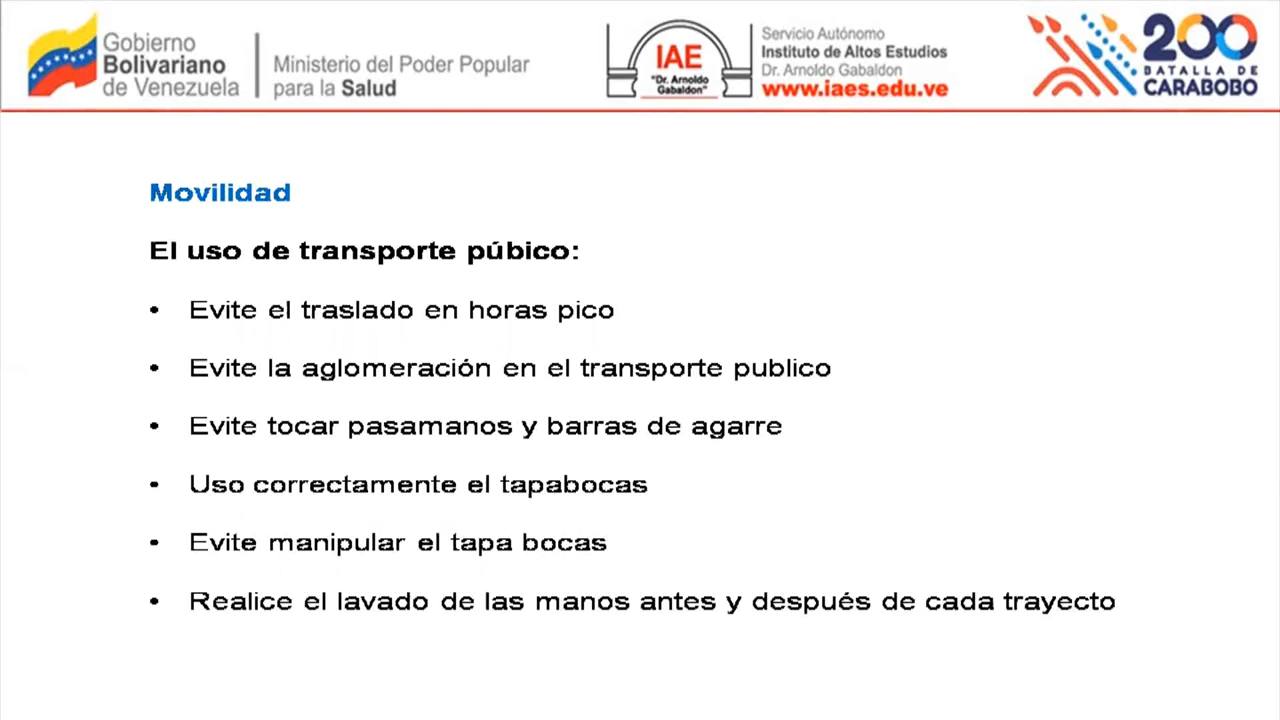 Gobierno
Bolivariano
de Venezuela
Ministerio del Poder Popular
para la Salud
IAE
"Dr. Arnoldo
Gabaldon"
Servicio Autónomo
Instituto de Altos Estudios
Dr. Arnoldo Gabaldon
www.iaes.edu.ve
200
BATALLA DE
CARABOBO
Movilidad
El uso de transporte púbico:
• Evite el traslado en horas pico
• Evite la aglomeración en el transporte publico
• Evite tocar pasamanos y barras de agarre
• Uso correctamente el tapabocas
• Evite manipular el tapa bocas
• Realice el lavado de las manos antes y después de cada trayecto